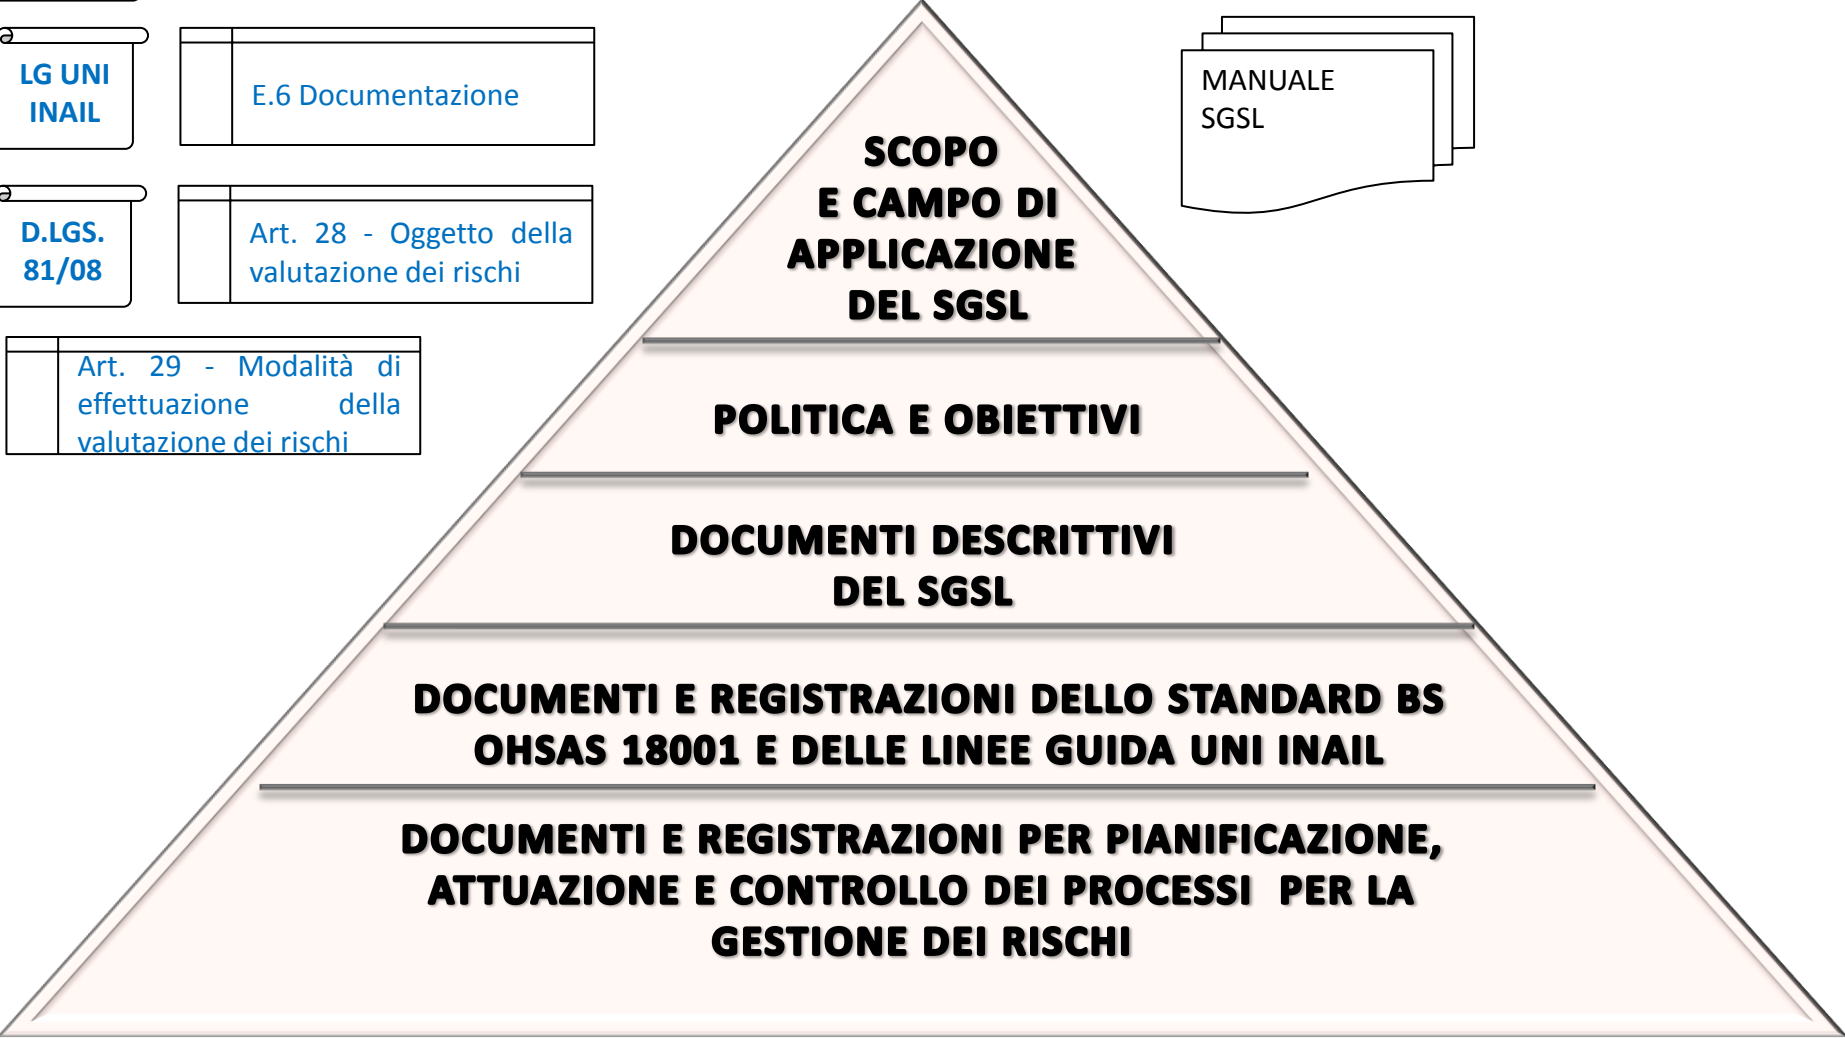 LG UNI
INAIL
E.6 Documentazione
D.LGS.
81/08
Art. 28 - Oggetto della
valutazione dei rischi
Art. 29 - Modalità di
effettuazione della
valutazione dei rischi
MANUALE
SGSL
SCOPO
E CAMPO DI
APPLICAZIONE
DEL SGSL
POLITICA E OBIETTIVI
DOCUMENTI DESCRITTIVI
DEL SGSL
DOCUMENTI E REGISTRAZIONI DELLO STANDARD BS
OHSAS 18001 E DELLE LINEE GUIDA UNI INAIL
DOCUMENTI E REGISTRAZIONI PER PIANIFICAZIONE,
ATTUAZIONE E CONTROLLO DEI PROCESSI  PER LA
GESTIONE DEI RISCHI